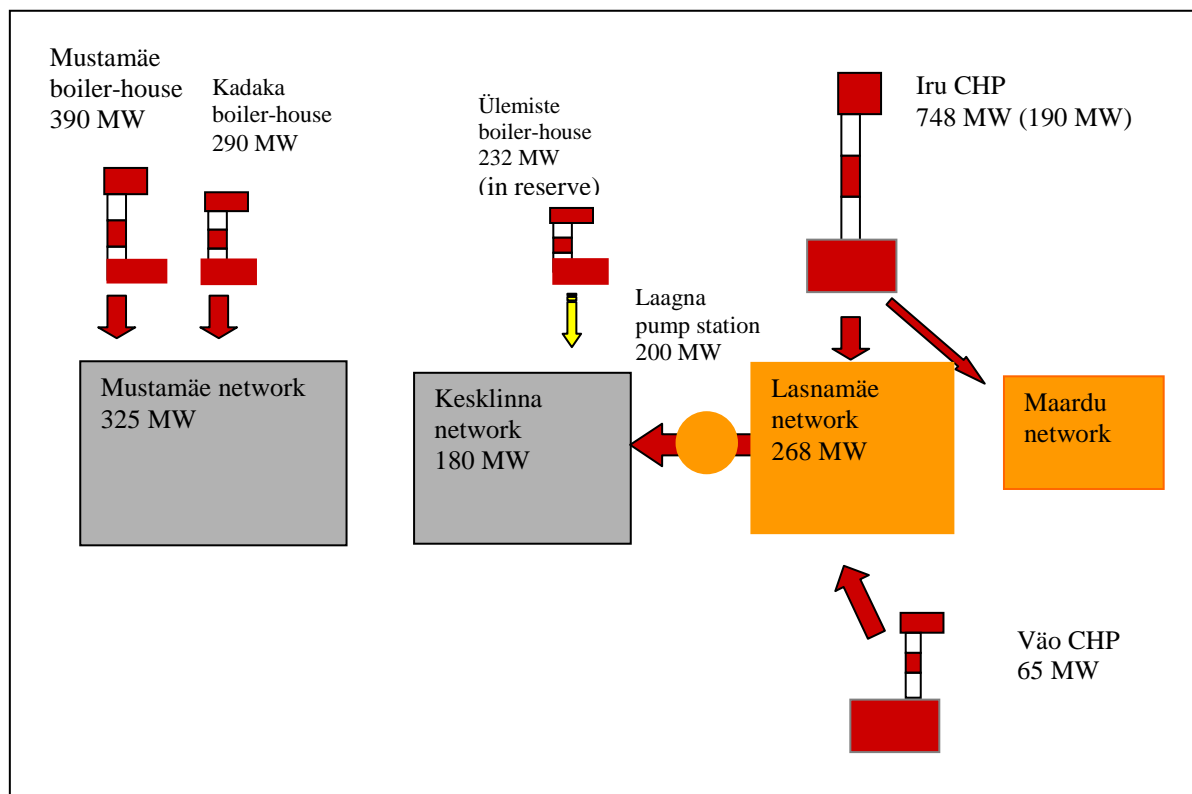 Mustamäe
boiler-house
390 MW
Kadaka
boiler-house
290 MW
Ülemiste
boiler-house
232 MW
(in reserve)
Iru CHP
748 MW (190 MW)
Laagna
pump station
200 MW
Mustamäe network
325 MW
Kesklinna
network
180 MW
Lasnamäe
network
268 MW
Maardu
network
Väo CHP
65 MW